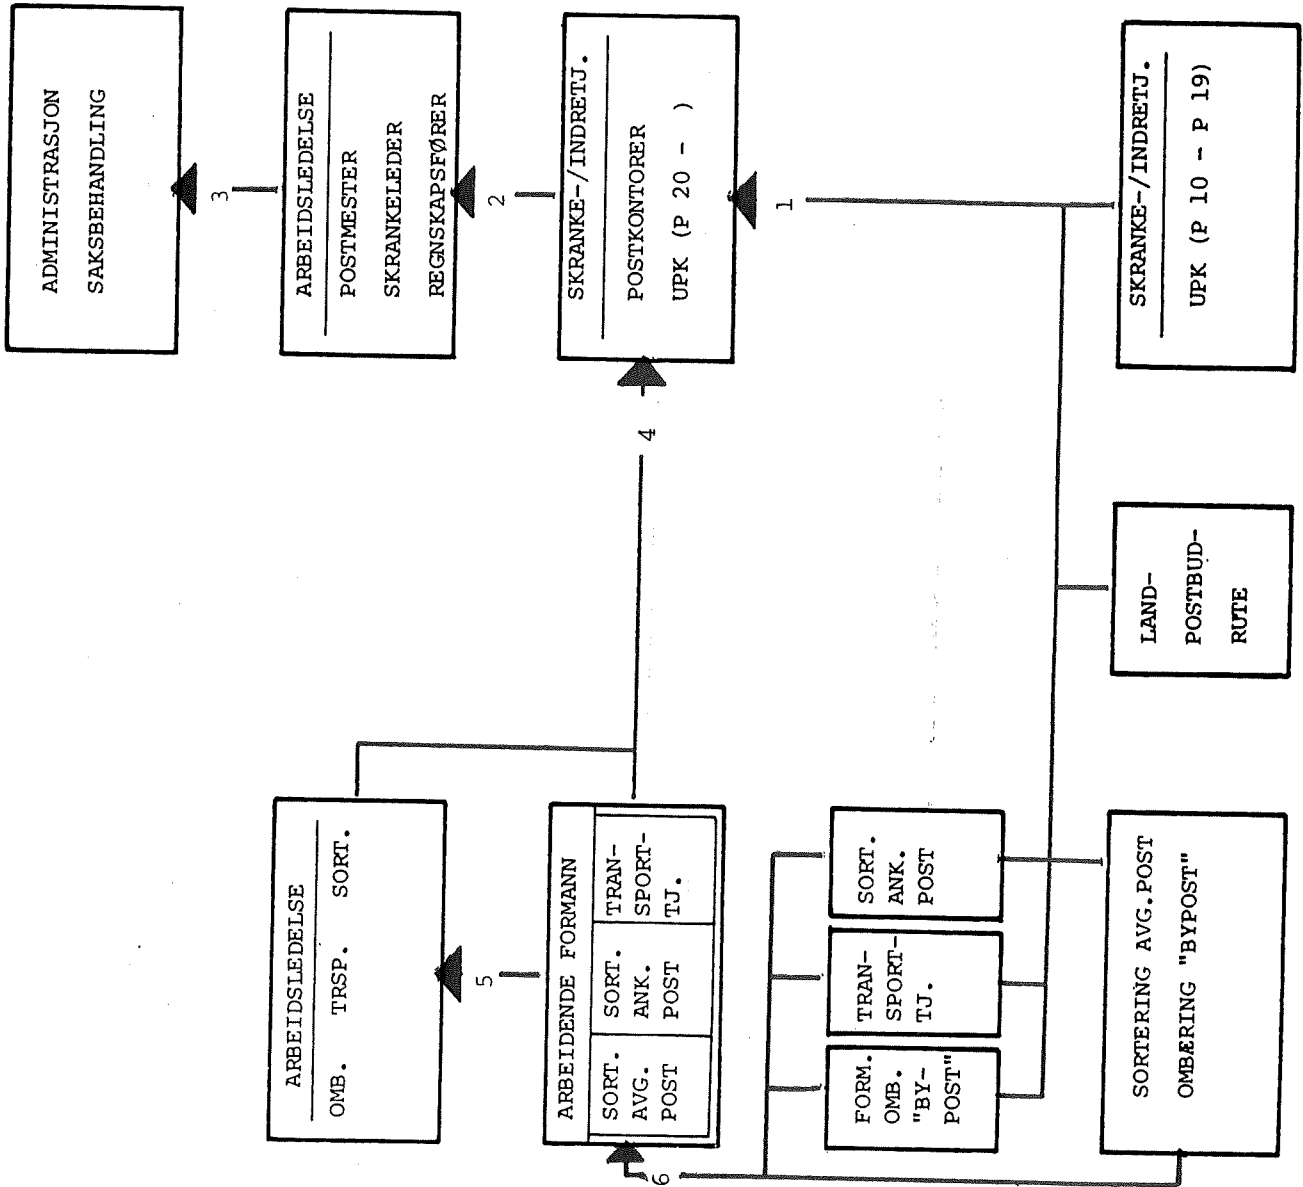 ARBEIDSLEDELSE
OMB. TRSP. SORT.
5
ARBEIDENDE FORMANN
SORT.
AVG.
POST
SORT.
ANK.
POST
TRAN-
SPORT-
TJ.
6
FORM.
OMB.
"BY-
POST"
TRAN-
SPORT-
TJ.
SORT.
ANK.
POST
SORTERING AVG.POST
OMBÆRING "BYPOST"
LAND-
POSTBUD-
RUTE
4
ADMINISTRASJON
SAKSBEHANDLING
3
ARBEIDSLEDELSE
POSTMESTER
SKRANKELEDER
REGNSKAPSFØRER
2
SKRANKE-/INDRETJ.
POSTKONTORER
UPK (P 20 - )
1
SKRANKE-/INDRETJ.
UPK (P 10 - P 19)